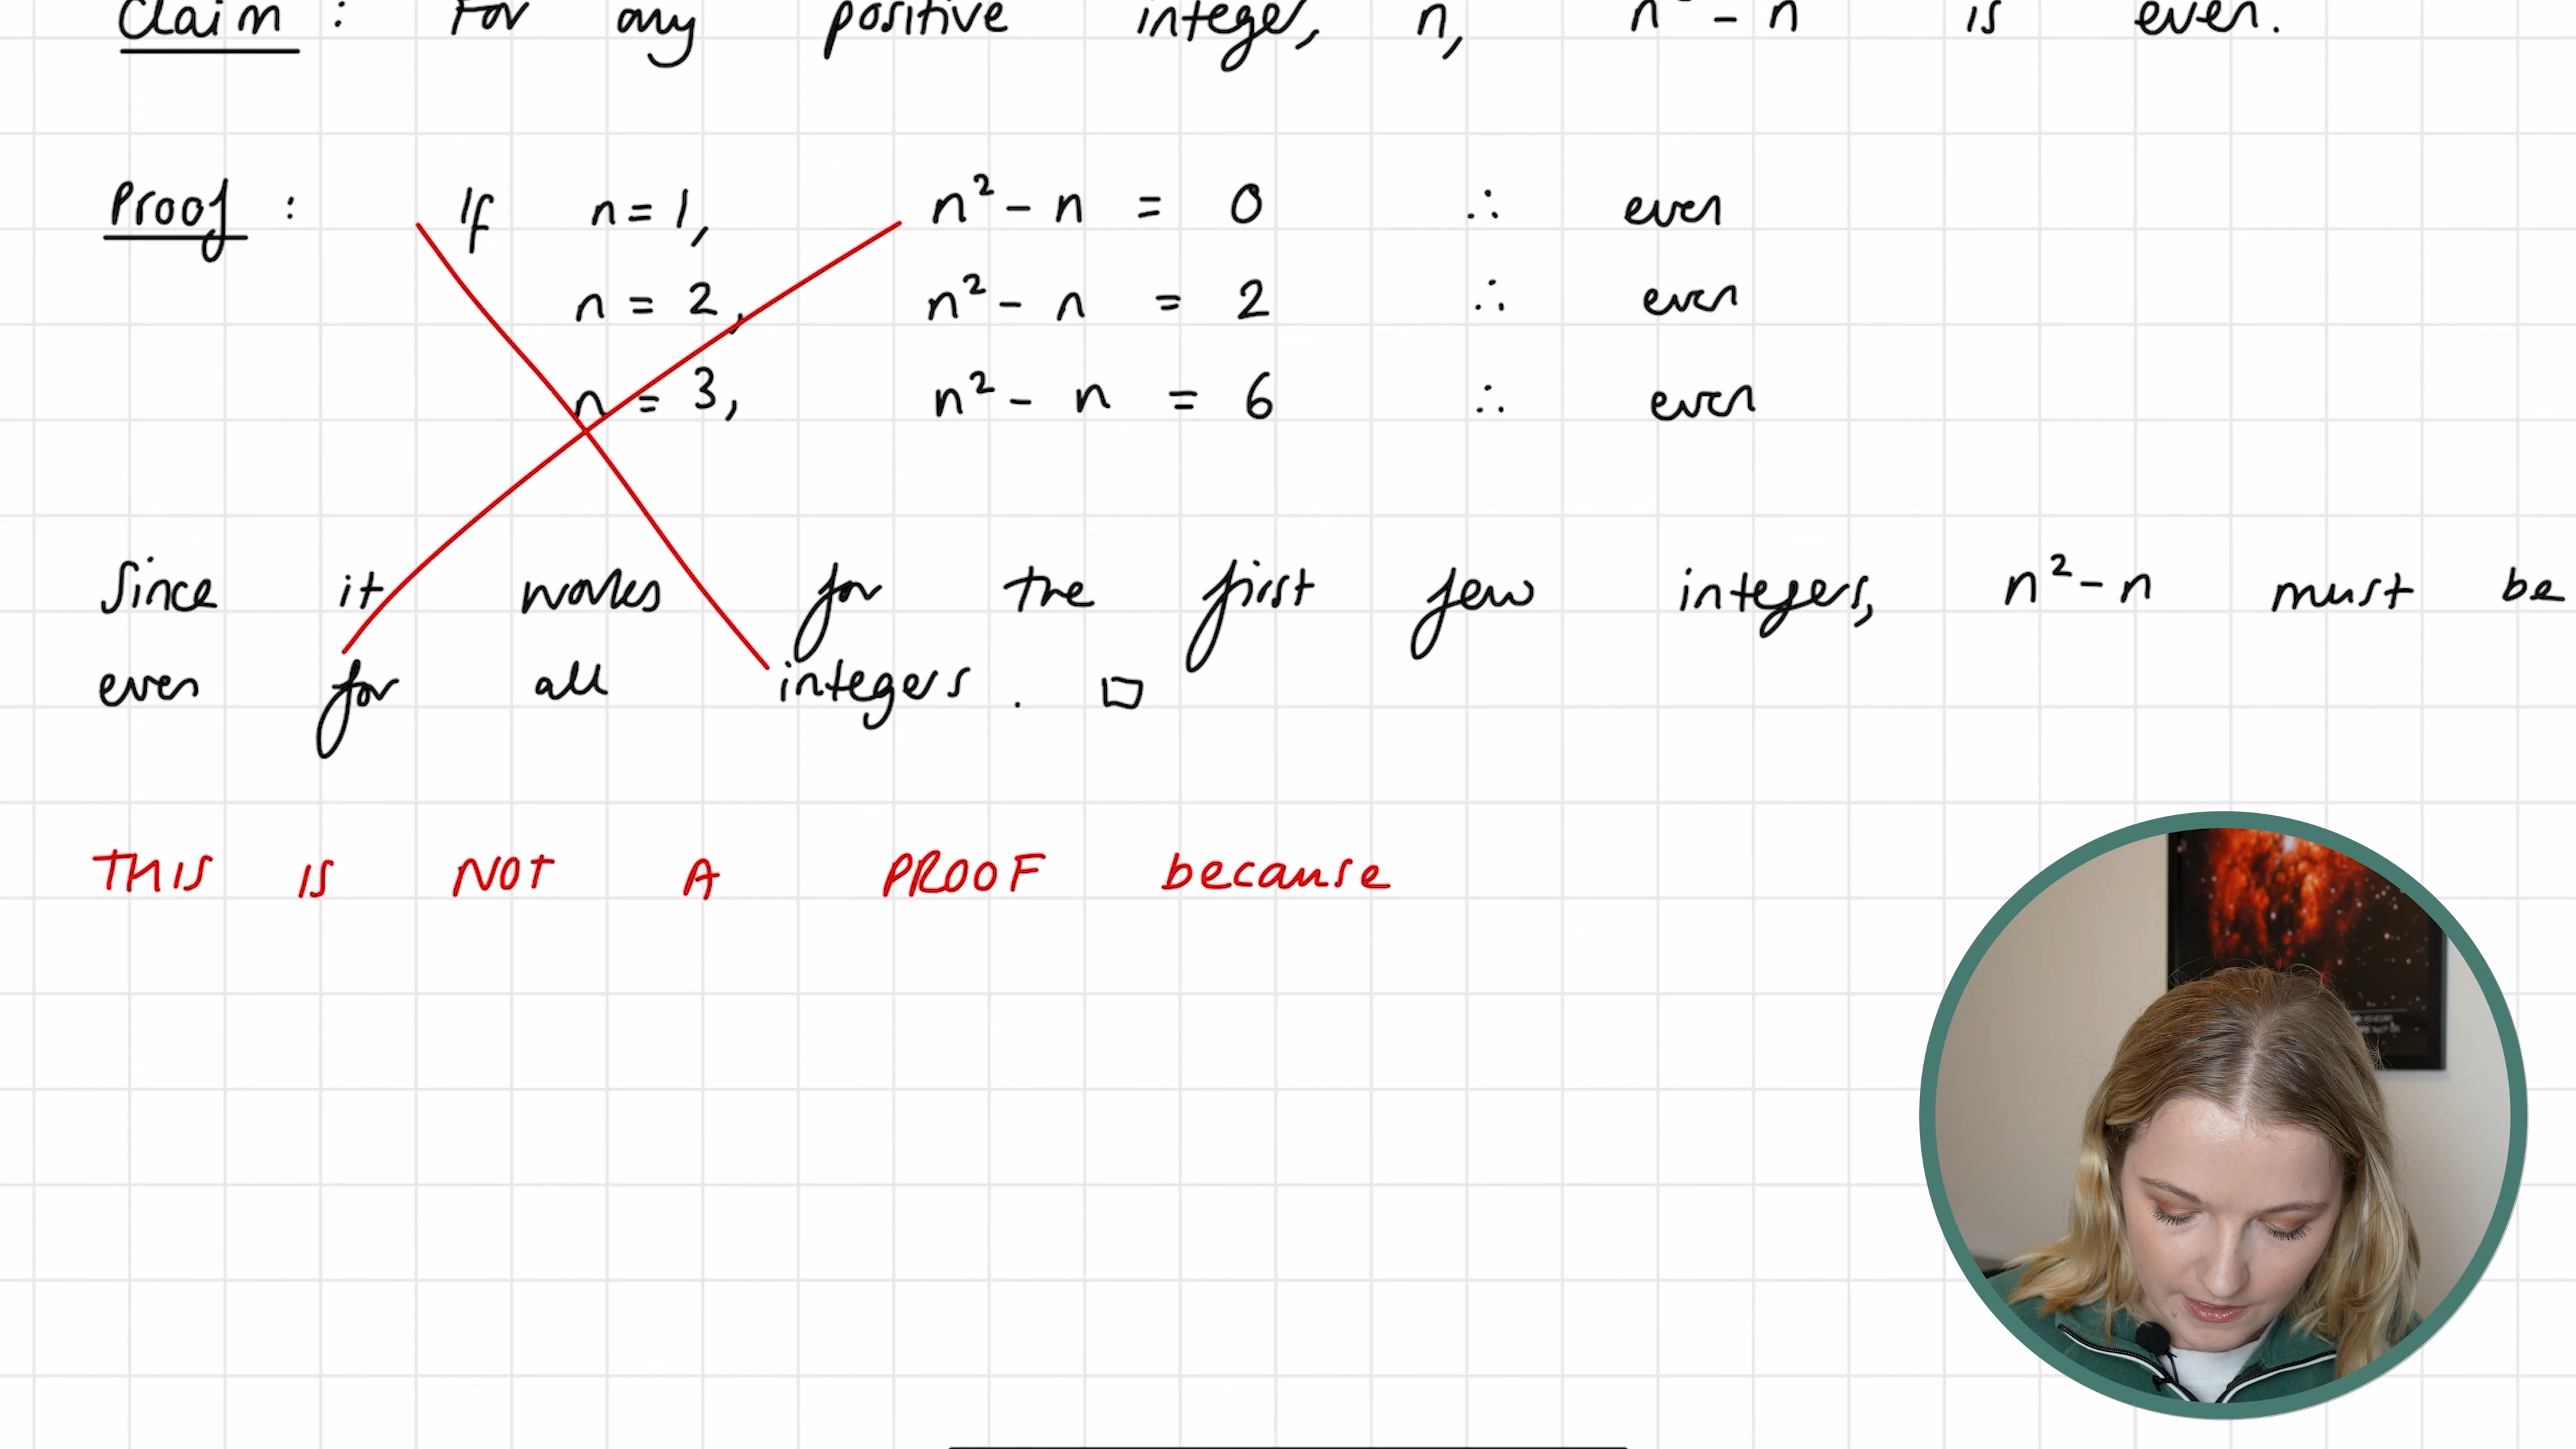 Claim : For any positive integer, n, n² - n is even.
Proof : If n = 1, n² - n = 0 ∴ even
n = 2, n² - n = 2 ∴ even
n = 3, n² - n = 6 ∴ even
Since it works for the first few integers, n² - n must be
even for all integers. □
THIS IS NOT A PROOF because